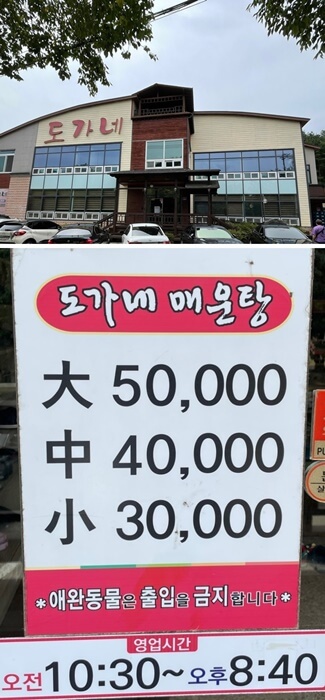 도가네
도가네 매운탕
大 50,000
中 40,000
小 30,000
*애완동물은 출입을 금지합니다*
영업시간
오전 10:30~오후 8:40
PU